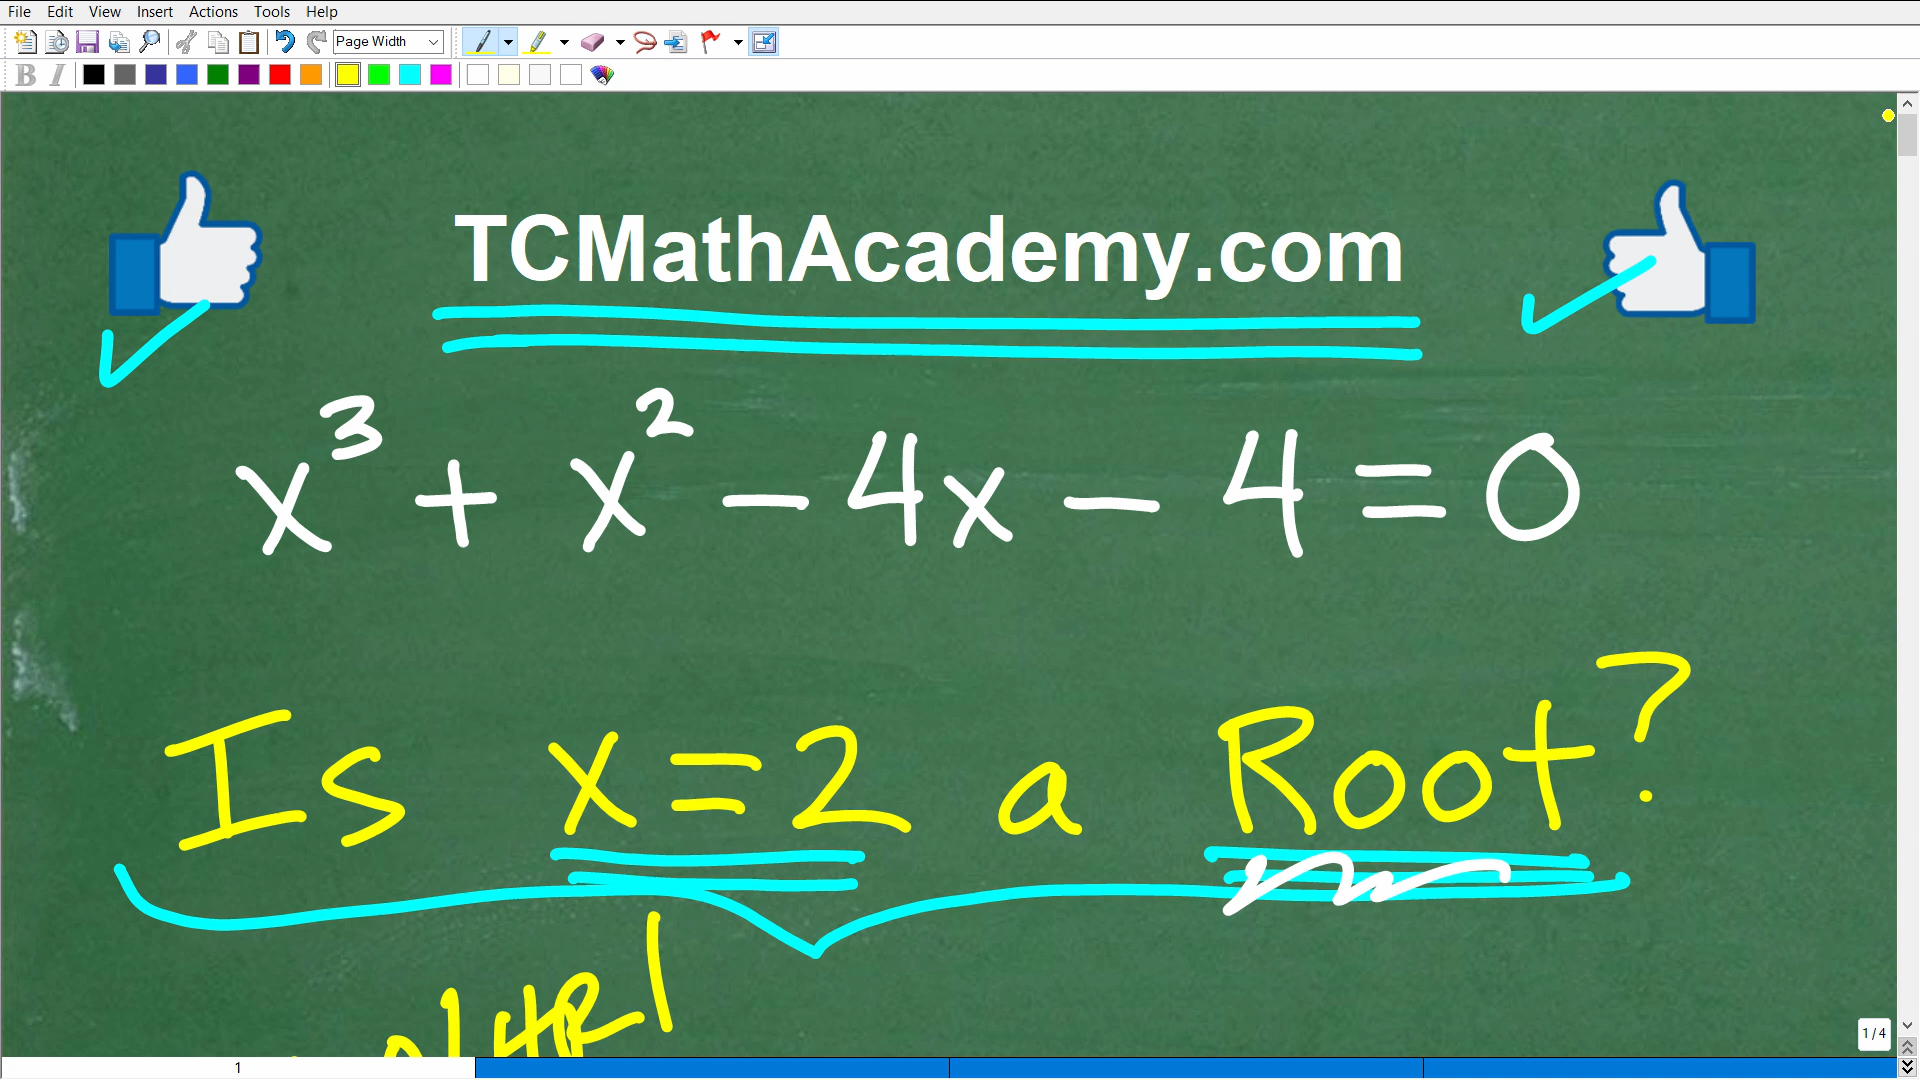 File Edit View Insert Actions Tools Help
Page Width
B I
TCMathAcademy.com
x³ + x² - 4x - 4 = 0
Is x=2 a Root?
1 / 4
1